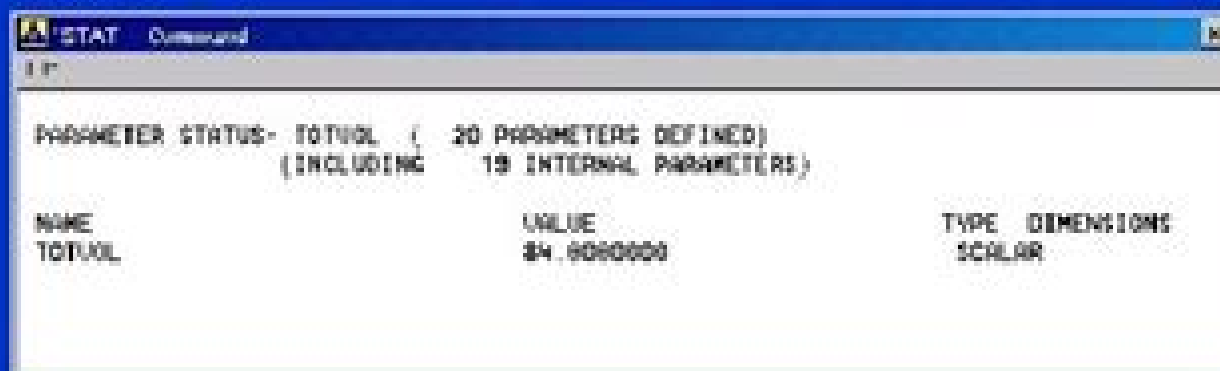 *STAT Command
PARAMETER STATUS- TOTVOL ( 20 PARAMETERS DEFINED)
(INCLUDING 19 INTERNAL PARAMETERS)
NAME VALUE TYPE DIMENSIONS
TOTVOL 84.0000000 SCALAR